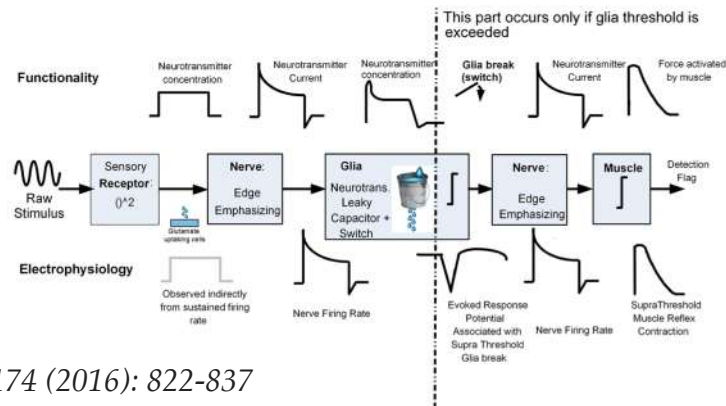 This part occurs only if glia threshold is
exceeded
Functionality
Neurotransmitter
concentration
Neurotransmitter
Current
Neurotransmitter
concentration
Glia break
(switch)
Neurotransmitter
Current
Force activated
by muscle
Raw
Stimulus
Sensory
Receptor:
()^2
Glutamate
uptaking cells
Nerve:
Edge
Emphasizing
Glia
Neurotrans.
Leaky
Capacitor +
Switch
Nerve:
Edge
Emphasizing
Muscle
Detection
Flag
Electrophysiology
Observed indirectly
from sustained firing
rate
Nerve Firing Rate
Evoked Response
Potential
Associated with
Supra Threshold
Glia break
Nerve Firing Rate
SupraThreshold
Muscle Reflex
Contraction
174 (2016): 822-837